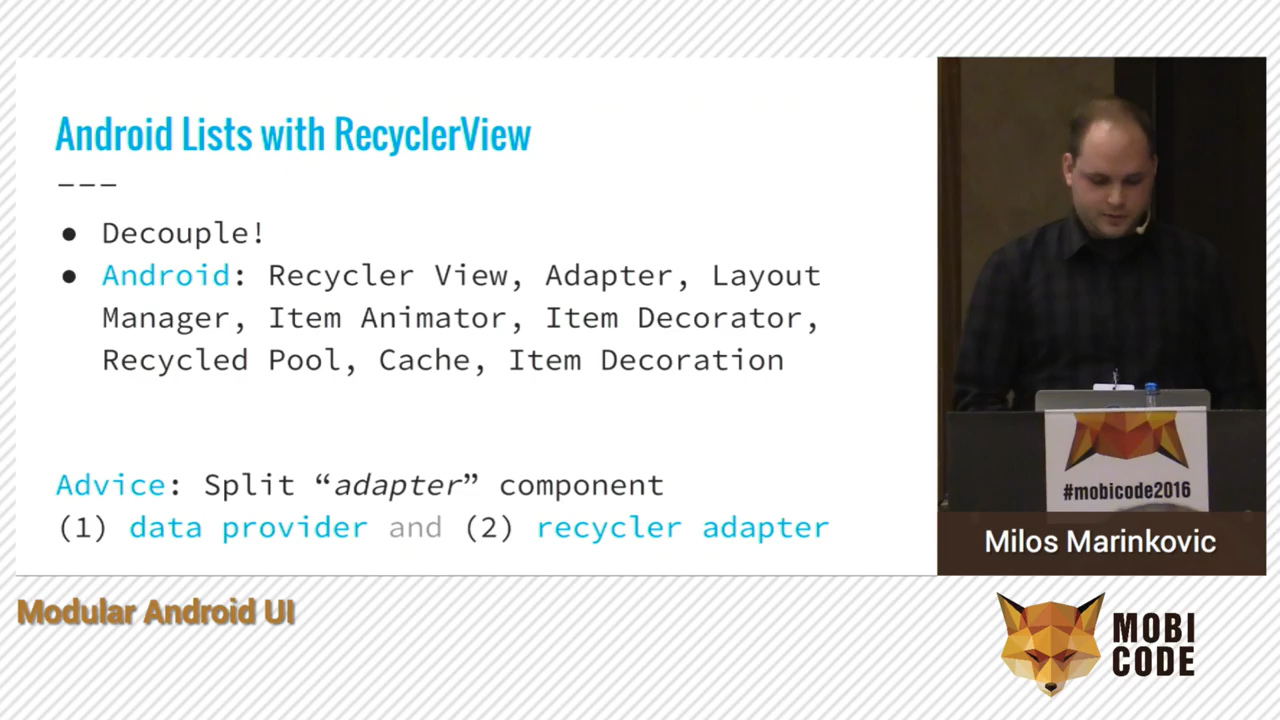 Android Lists with RecyclerView
---
● Decouple!
● Android: Recycler View, Adapter, Layout
Manager, Item Animator, Item Decorator,
Recycled Pool, Cache, Item Decoration
Advice: Split “adapter” component
(1) data provider and (2) recycler adapter
#mobicode2016
Milos Marinkovic
Modular Android UI
MOBI
CODE